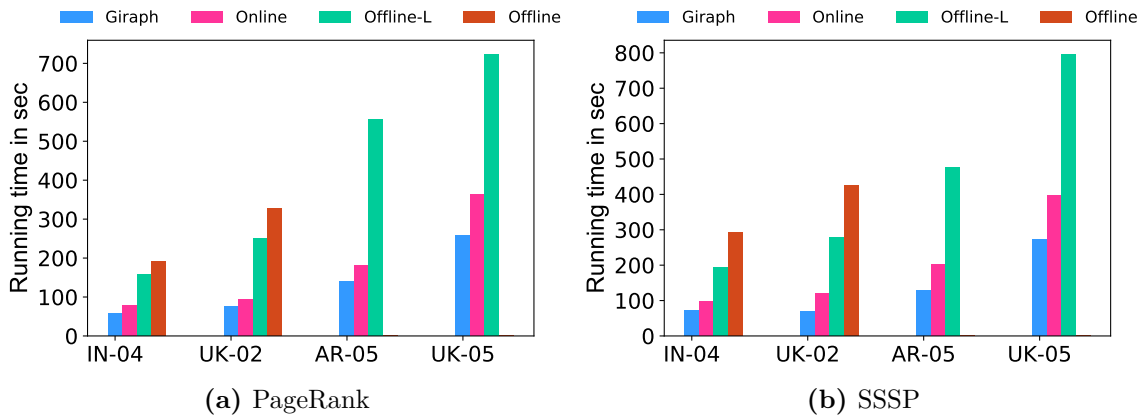 Giraph Online Offline-L Offline
Running time in sec
700
600
500
400
300
200
100
0
IN-04 UK-02 AR-05 UK-05
(a) PageRank
Giraph Online Offline-L Offline
Running time in sec
800
700
600
500
400
300
200
100
0
IN-04 UK-02 AR-05 UK-05
(b) SSSP